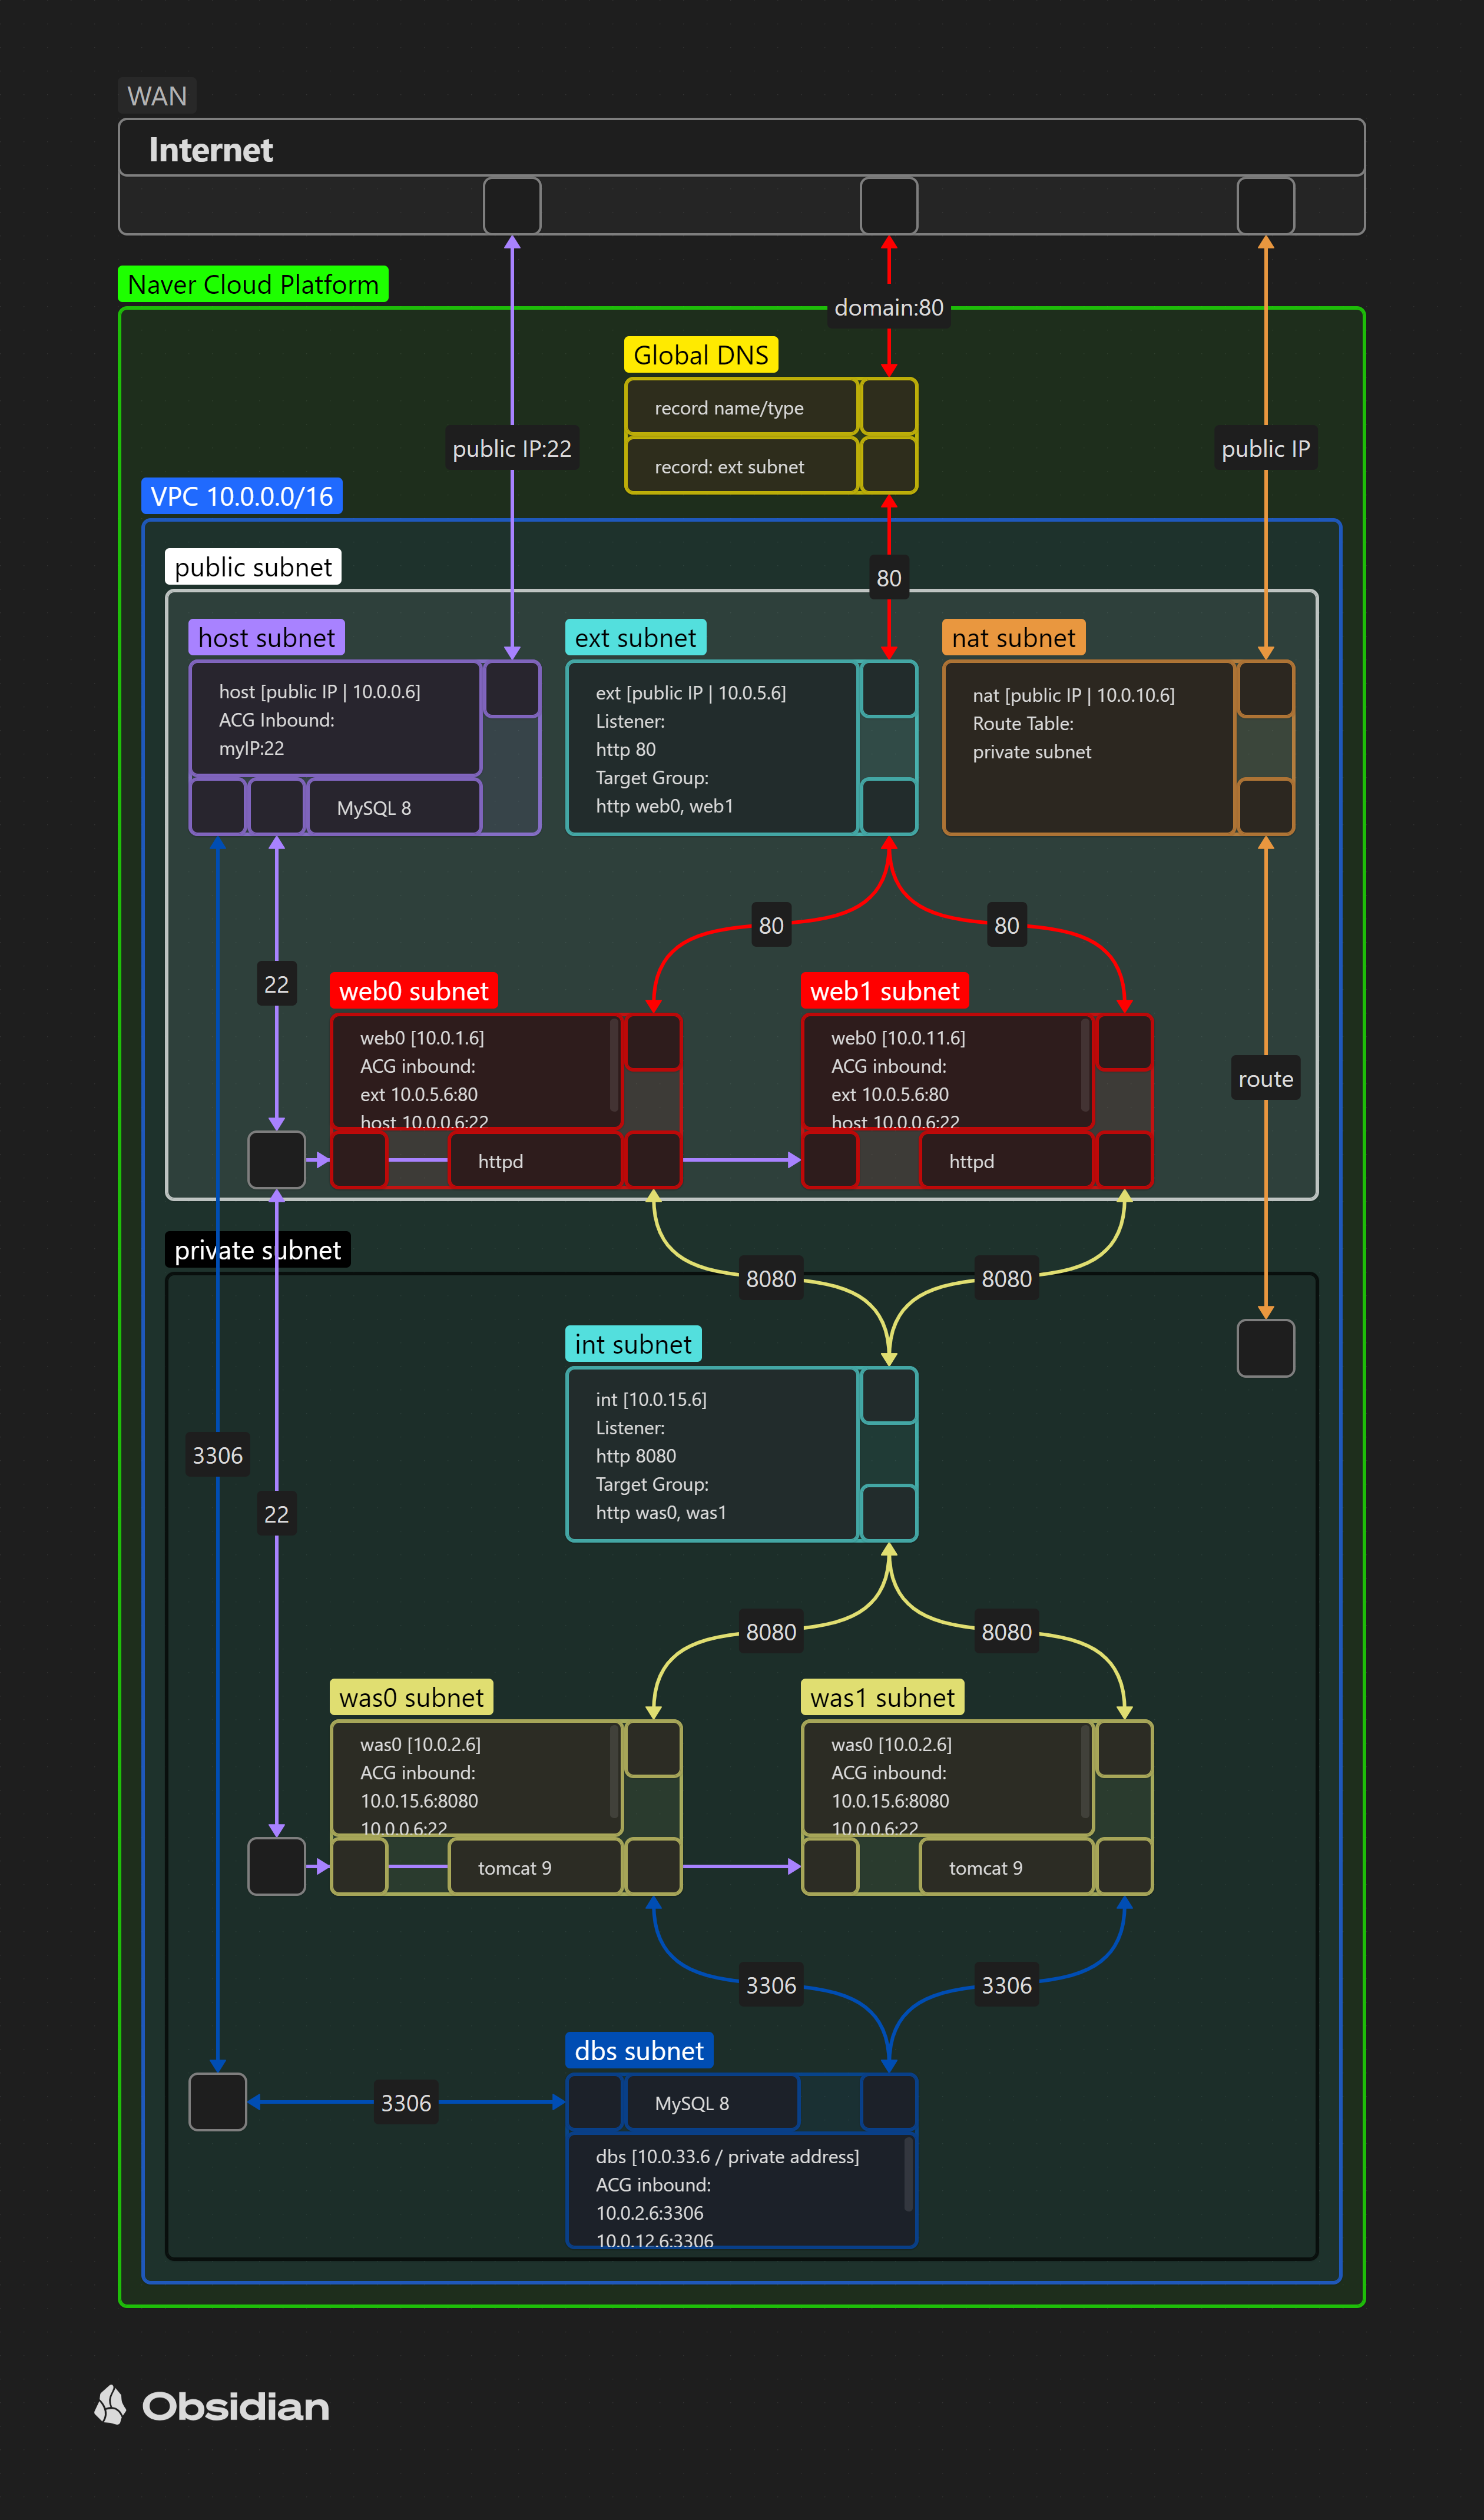 WAN
Internet
Naver Cloud Platform
domain:80
Global DNS
record name/type
record: ext subnet
public IP:22
public IP
VPC 10.0.0.0/16
public subnet
80
host subnet
host [public IP | 10.0.0.6]
ACG Inbound:
myIP:22
MySQL 8
ext subnet
ext [public IP | 10.0.5.6]
Listener:
http 80
Target Group:
http web0, web1
nat subnet
nat [public IP | 10.0.10.6]
Route Table:
private subnet
80
80
22
web0 subnet
web0 [10.0.1.6]
ACG inbound:
ext 10.0.5.6:80
host 10.0.0.6:22
httpd
web1 subnet
web0 [10.0.11.6]
ACG inbound:
ext 10.0.5.6:80
host 10.0.0.6:22
httpd
route
private subnet
8080
8080
int subnet
int [10.0.15.6]
Listener:
http 8080
Target Group:
http was0, was1
3306
22
8080
8080
was0 subnet
was0 [10.0.2.6]
ACG inbound:
10.0.15.6:8080
10.0.0.6:22
tomcat 9
was1 subnet
was0 [10.0.2.6]
ACG inbound:
10.0.15.6:8080
10.0.0.6:22
tomcat 9
3306
3306
dbs subnet
3306
MySQL 8
dbs [10.0.33.6 / private address]
ACG inbound:
10.0.2.6:3306
10.0.12.6:3306
Obsidian